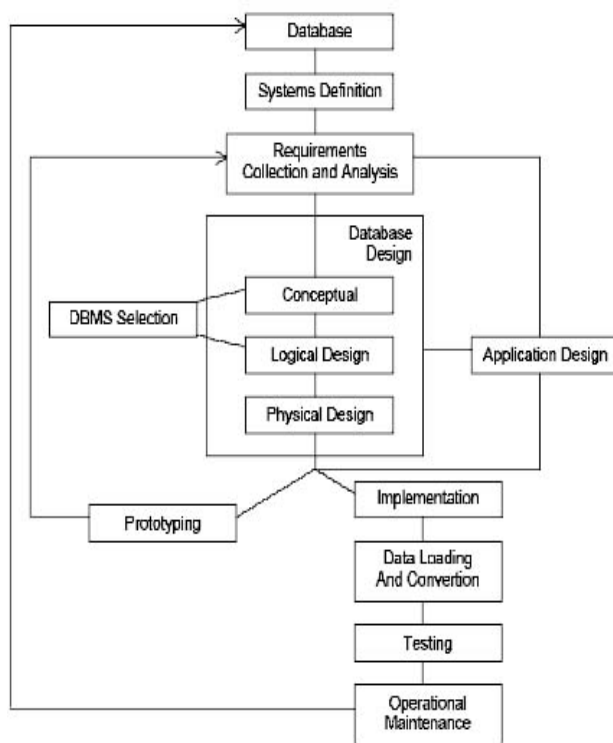 Database
Systems Definition
Requirements
Collection and Analysis
Database
Design
Conceptual
DBMS Selection
Logical Design
Application Design
Physical Design
Implementation
Prototyping
Data Loading
And Convertion
Testing
Operational
Maintenance